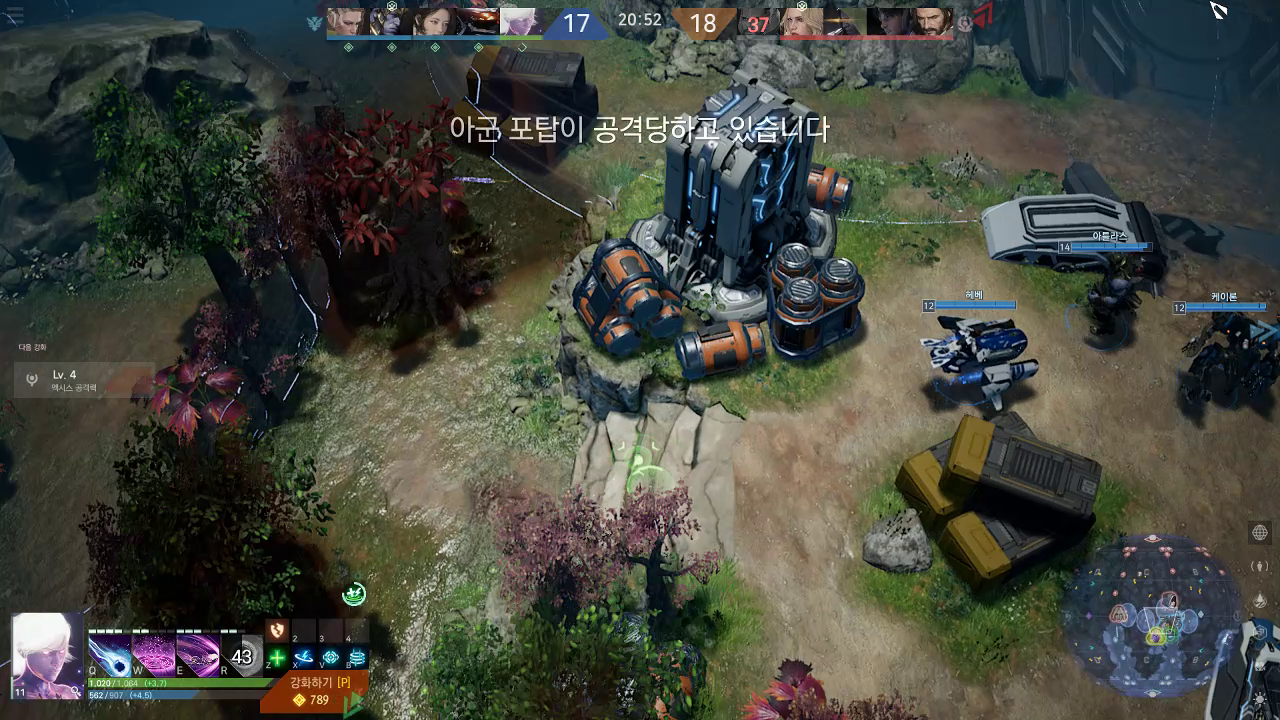 17
20:52
18
37
아군 포탑이 공격당하고 있습니다
14 아틀라스
12 헤베
12 케이론
다음 강화
Lv. 4
엑시스 공격력
43
2 3 4
Q W E R Z X V B
1,020/1,064 (+3.7)
562/907 (+4.5)
11
강화하기 [P]
789